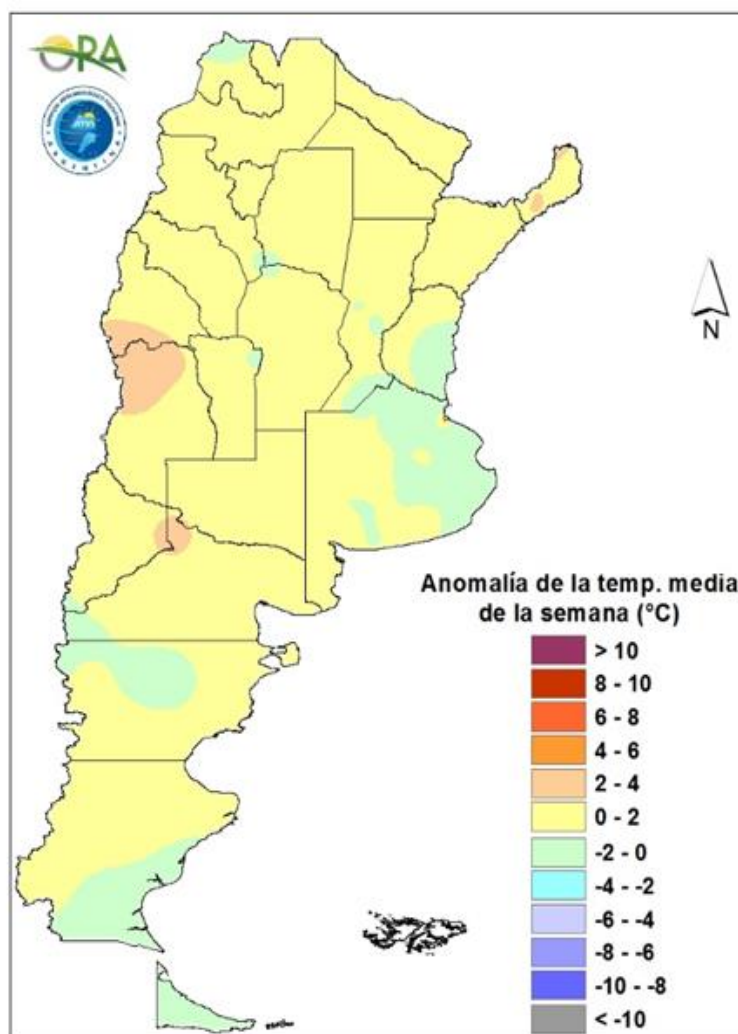 ORA
N
Anomalía de la temp. media
de la semana (°C)
> 10
8 - 10
6 - 8
4 - 6
2 - 4
0 - 2
-2 - 0
-4 - -2
-6 - -4
-8 - -6
-10 - -8
< -10